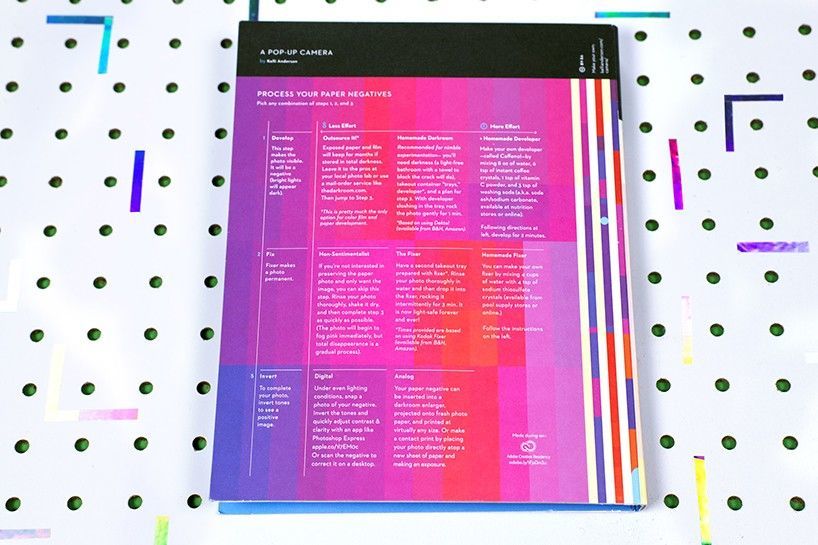 A POP-UP CAMERA
by Kelli Anderson
Make your own:
kellianderson.com/
camera/
PROCESS YOUR PAPER NEGATIVES
Pick any combination of steps 1, 2, and 3
Less Effort
More Effort
1
Develop
This step
makes the
photo visible.
It will be a
negative
(bright lights
will appear
dark).
Outsource It!*
Exposed paper and film
will keep for months if
stored in total darkness.
Leave it to the pros at
your local photo lab or use
a mail-order service like
thedarkroom.com.
Then jump to Step 3.
*This is pretty much the only
option for color film and
paper development.
Homemade Darkroom
Recommended for nimble
experimentation— you'll
need darkness (a light-free
bathroom with a towel to
block the crack will do),
takeout container "trays,"
developer*, and a plan for
step 2. With developer
sloshing in the tray, rock
the photo gently for 1 min.
*Based on using Dektol
(available from B&H, Amazon).
+ Homemade Developer
Make your own developer
—called Caffenol—by
mixing 8 oz of water, 6
tsp of instant coffee
crystals, 1 tsp of vitamin
C powder, and 3 tsp of
washing soda (a.k.a. soda
ash/sodium carbonate,
available at nutrition
stores or online).
Following directions at
left, develop for 2 minutes.
2
Fix
Fixer makes
a photo
permanent.
Non-Sentimentalist
If you're not interested in
preserving the paper
photo and only want the
image, you can skip this
step. Rinse your photo
thoroughly, shake it dry,
and then complete step 3
as quickly as possible.
(The photo will begin to
fog pink immediately, but
total disappearance is a
gradual process).
The Fixer
Have a second takeout tray
prepared with fixer*. Rinse
your photo thoroughly in
water and then drop it into
the fixer, rocking it
intermittently for 3 min. It
is now light-safe forever
and ever!
*Times provided are based
on using Kodak Fixer
(available from B&H,
Amazon).
Homemade Fixer
You can make your own
fixer by mixing 4 cups
of water with 4 tsp of
sodium thiosulfate
crystals (available from
pool supply stores or
online.)
Follow the instructions
on the left.
3
Invert
To complete
your photo,
invert tones
to see a
positive
image.
Digital
Under even lighting
conditions, snap a
photo of your negative.
Invert the tones and
quickly adjust contrast &
clarity with an app like
Photoshop Express
Or scan the negative to
correct it on a desktop.
Analog
Your paper negative can
be inserted into a
darkroom enlarger,
projected onto fresh photo
paper, and printed at
virtually any size. Or make
a contact print by placing
your photo directly atop a
new sheet of paper and
making an exposure.
Made during an:
Adobe Creative Residency